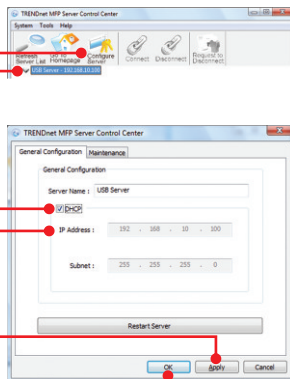 TRENDnet MFP Server Control Center
System Tools Help
Refresh Server List
Go To Homepage
Configure Server
Connect
Disconnect
Request to Disconnect
USB Server - 192.168.10.100
TRENDnet MFP Server Control Center
General Configuration Maintenance
General Configuration
Server Name : USB Server
DHCP
IP Address : 192 . 168 . 10 . 100
Subnet : 255 . 255 . 255 . 0
Restart Server
OK Apply Cancel